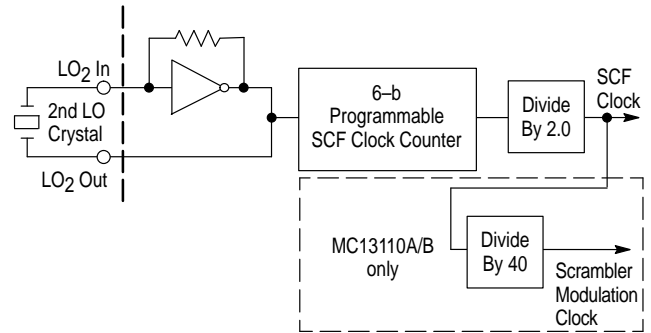 LO2 In
2nd LO
Crystal
LO2 Out
6–b
Programmable
SCF Clock Counter
Divide
By 2.0
SCF
Clock
MC13110A/B
only
Divide
By 40
Scrambler
Modulation
Clock